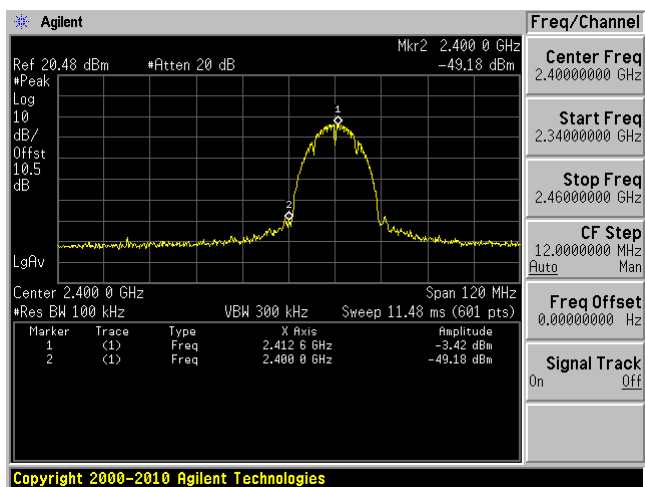 Agilent
Freq/Channel
Mkr2 2.400 0 GHz
Ref 20.48 dBm #Atten 20 dB -49.18 dBm
#Peak
Log
10
dB/
Offst
10.5
dB
LgAv
1
2
Center 2.400 0 GHz Span 120 MHz
#Res BW 100 kHz VBW 300 kHz Sweep 11.48 ms (601 pts)
Marker Trace Type X Axis Amplitude
1 (1) Freq 2.412 6 GHz -3.42 dBm
2 (1) Freq 2.400 0 GHz -49.18 dBm
Center Freq
2.40000000 GHz
Start Freq
2.34000000 GHz
Stop Freq
2.46000000 GHz
CF Step
12.0000000 MHz
Auto Man
Freq Offset
0.00000000 Hz
Signal Track
On Off
Copyright 2000-2010 Agilent Technologies